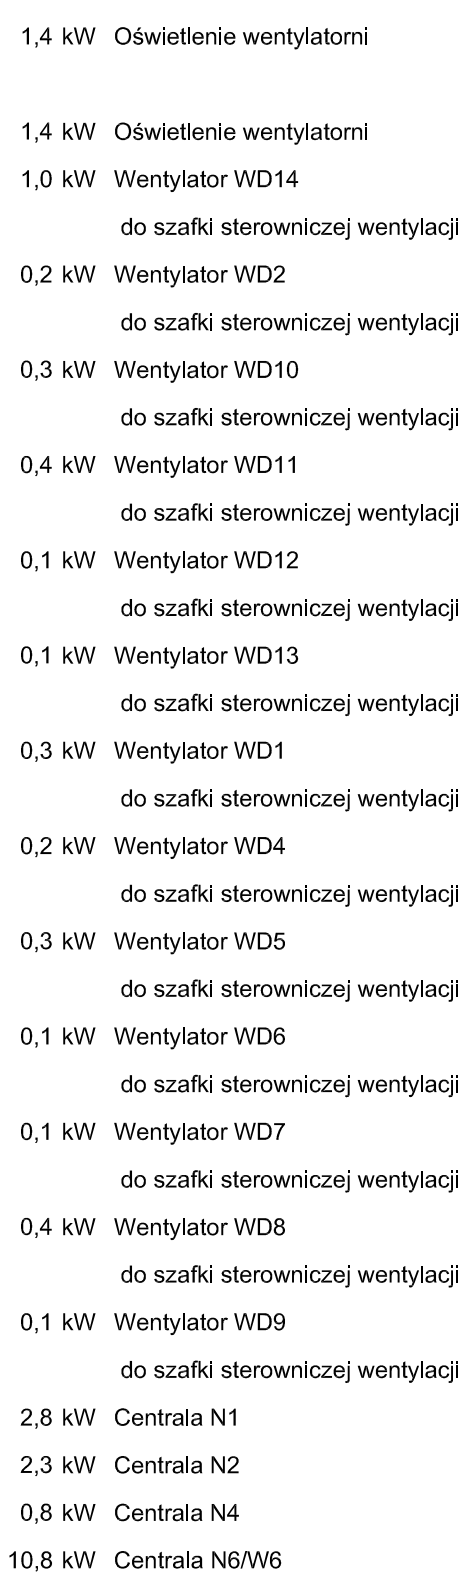 1,4 kW Oświetlenie wentylatorni
1,4 kW Oświetlenie wentylatorni
1,0 kW Wentylator WD14
do szafki sterowniczej wentylacji
0,2 kW Wentylator WD2
do szafki sterowniczej wentylacji
0,3 kW Wentylator WD10
do szafki sterowniczej wentylacji
0,4 kW Wentylator WD11
do szafki sterowniczej wentylacji
0,1 kW Wentylator WD12
do szafki sterowniczej wentylacji
0,1 kW Wentylator WD13
do szafki sterowniczej wentylacji
0,3 kW Wentylator WD1
do szafki sterowniczej wentylacji
0,2 kW Wentylator WD4
do szafki sterowniczej wentylacji
0,3 kW Wentylator WD5
do szafki sterowniczej wentylacji
0,1 kW Wentylator WD6
do szafki sterowniczej wentylacji
0,1 kW Wentylator WD7
do szafki sterowniczej wentylacji
0,4 kW Wentylator WD8
do szafki sterowniczej wentylacji
0,1 kW Wentylator WD9
do szafki sterowniczej wentylacji
2,8 kW Centrala N1
2,3 kW Centrala N2
0,8 kW Centrala N4
10,8 kW Centrala N6/W6